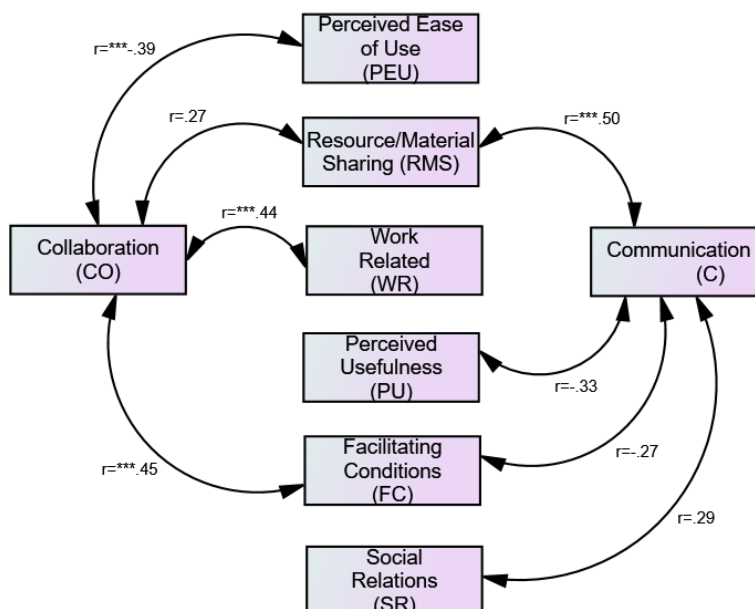 Perceived Ease
of Use
(PEU)
r=***-.39
r=.27
Resource/Material
Sharing (RMS)
r=***.50
r=***.44
Collaboration
(CO)
Work
Related
(WR)
Communication
(C)
Perceived
Usefulness
(PU)
r=-.33
Facilitating
Conditions
(FC)
r=***.45
r=-.27
r=.29
Social
Relations
(SR)